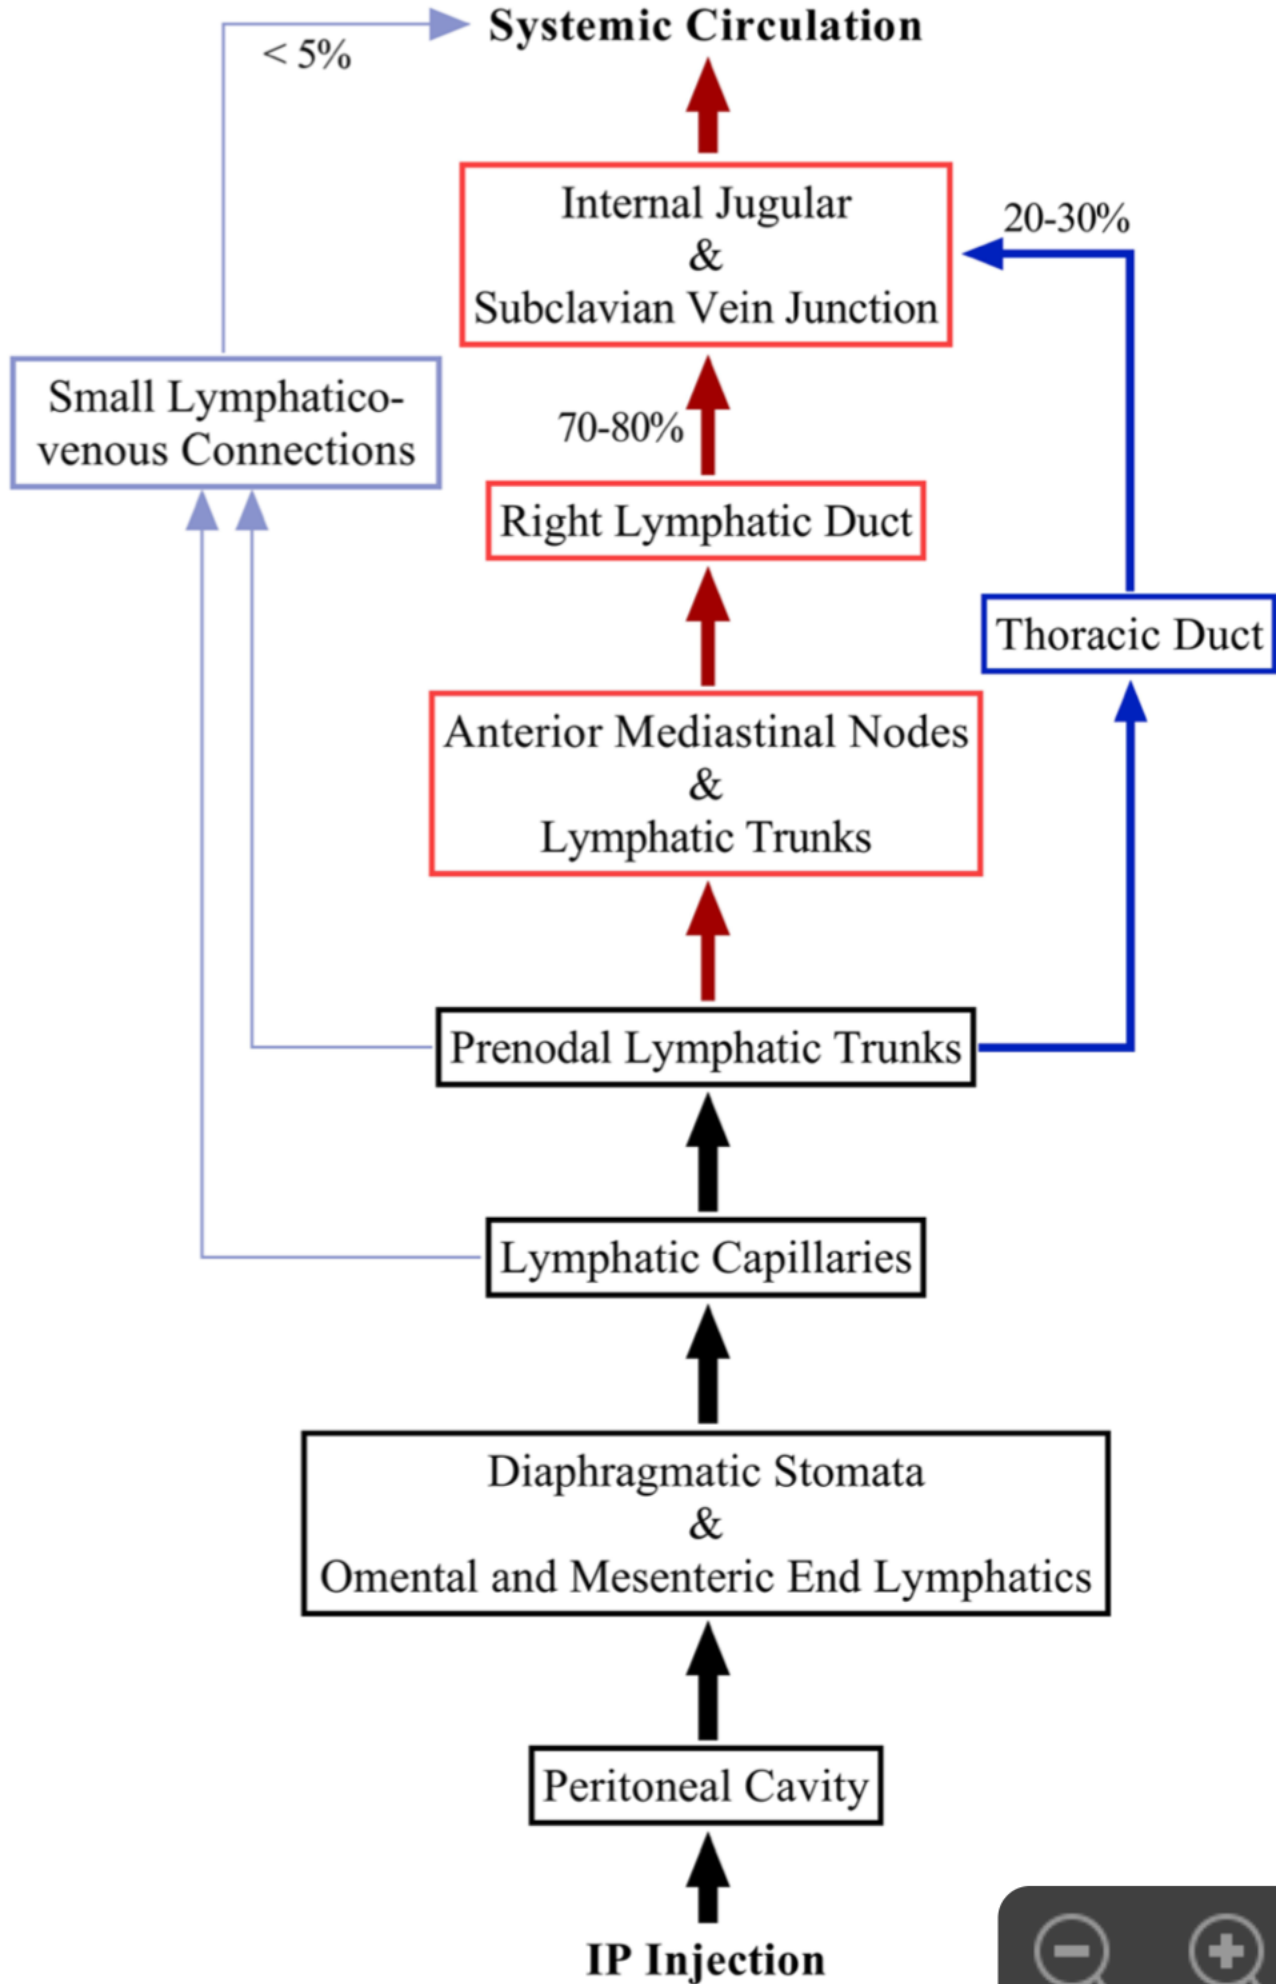 Systemic Circulation
< 5%
Internal Jugular
&
Subclavian Vein Junction
20-30%
Small Lymphatico-
venous Connections
70-80%
Right Lymphatic Duct
Thoracic Duct
Anterior Mediastinal Nodes
&
Lymphatic Trunks
Prenodal Lymphatic Trunks
Lymphatic Capillaries
Diaphragmatic Stomata
&
Omental and Mesenteric End Lymphatics
Peritoneal Cavity
IP Injection